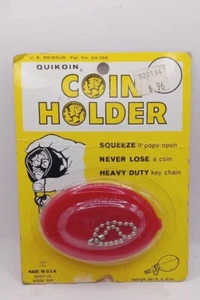 U.S. REISSUE Pat. No. 24,166
QUIKOIN
COIN
HOLDER
$.96
SQUEEZE it pops open
NEVER LOSE a coin
HEAVY DUTY key chain
MADE IN U.S.A.